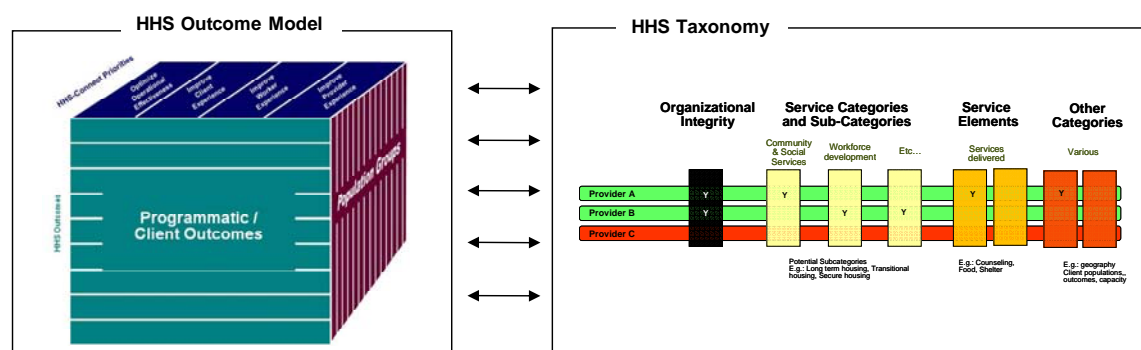 HHS Outcome Model
HHS-Connect Priorities
Optimize
Operational
Effectiveness
Improve
Client
Experience
Improve
Worker
Experience
Improve
Provider
Experience
HHS Outcomes
Programmatic /
Client Outcomes
Population Groups
HHS Taxonomy
Organizational
Integrity
Service Categories
and Sub-Categories
Service
Elements
Other
Categories
Community
& Social
Services
Workforce
development
Etc...
Services
delivered
Various
Provider A
Y
Y
Y
Y
Provider B
Y
Y
Y
Provider C
Potential Subcategories
E.g.: Long term housing, Transitional
housing, Secure housing
E.g.: Counseling,
Food, Shelter
E.g.: geography
Client populations,,
outcomes, capacity